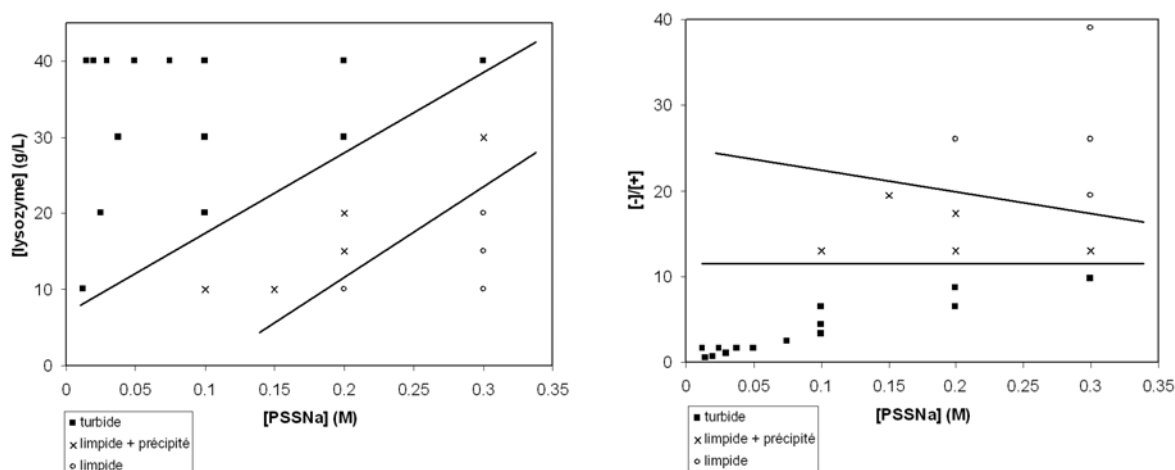 [lysozyme] (g/L)
40
30
20
10
0
0 0.05 0.1 0.15 0.2 0.25 0.3 0.35
[PSSNa] (M)
■ turbide
× limpide + précipité
○ limpide
[-]/[+]
40
30
20
10
0
0 0.05 0.1 0.15 0.2 0.25 0.3 0.35
[PSSNa] (M)
■ turbide
× limpide + précipité
○ limpide